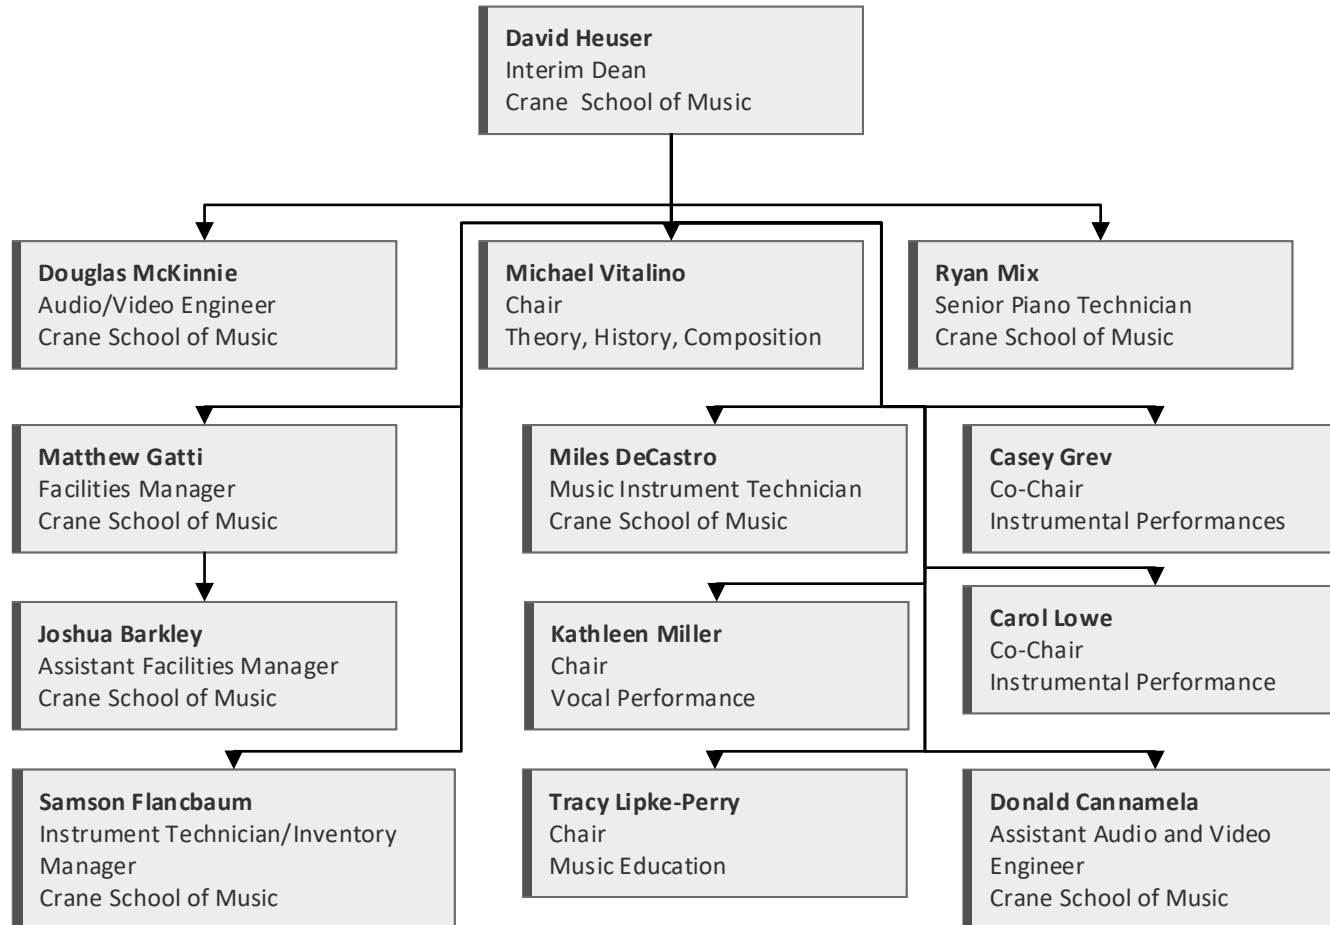 David Heuser
Interim Dean
Crane School of Music
Douglas McKinnie
Audio/Video Engineer
Crane School of Music
Michael Vitalino
Chair
Theory, History, Composition
Ryan Mix
Senior Piano Technician
Crane School of Music
Matthew Gatti
Facilities Manager
Crane School of Music
Miles DeCastro
Music Instrument Technician
Crane School of Music
Casey Grev
Co-Chair
Instrumental Performances
Joshua Barkley
Assistant Facilities Manager
Crane School of Music
Kathleen Miller
Chair
Vocal Performance
Carol Lowe
Co-Chair
Instrumental Performance
Samson Flancbaum
Instrument Technician/Inventory
Manager
Crane School of Music
Tracy Lipke-Perry
Chair
Music Education
Donald Cannamela
Assistant Audio and Video
Engineer
Crane School of Music